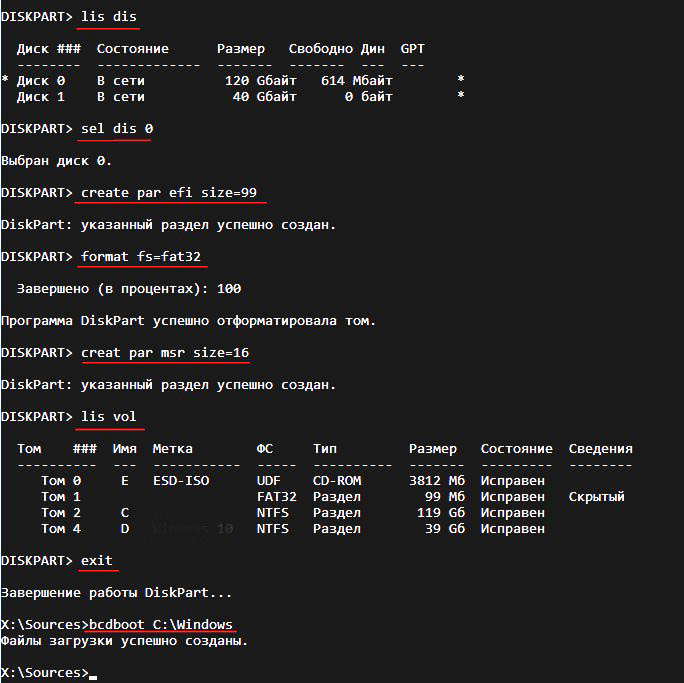 DISKPART> lis dis
Диск ### Состояние Размер Свободно Дин GPT
-------- ------------- ------- ------- --- ---
* Диск 0 В сети 120 Gбайт 614 Mбайт *
Диск 1 В сети 40 Gбайт 0 байт *
DISKPART> sel dis 0
Выбран диск 0.
DISKPART> create par efi size=99
DiskPart: указанный раздел успешно создан.
DISKPART> format fs=fat32
Завершено (в процентах): 100
Программа DiskPart успешно отформатировала том.
DISKPART> creat par msr size=16
DiskPart: указанный раздел успешно создан.
DISKPART> lis vol
Том ### Имя Метка ФС Тип Размер Состояние Сведения
---------- --- ----------- ----- ---------- ------- --------- --------
Том 0 E ESD-ISO UDF CD-ROM 3812 Mб Исправен
Том 1 FAT32 Раздел 99 Mб Исправен Скрытый
Том 2 C NTFS Раздел 119 Gб Исправен
Том 4 D Windows 10 NTFS Раздел 39 Gб Исправен
DISKPART> exit
Завершение работы DiskPart...
X:\Sources>bcdboot C:\Windows
Файлы загрузки успешно созданы.
X:\Sources>